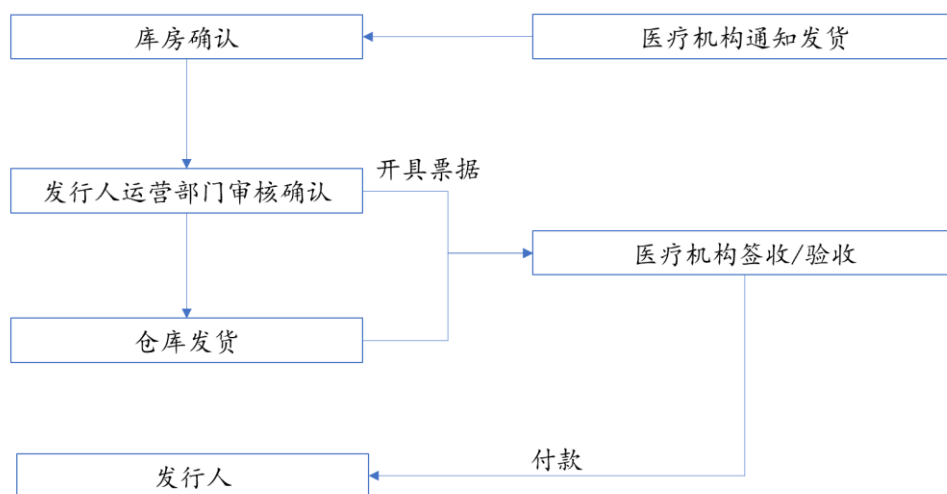 库房确认
医疗机构通知发货
开具票据
发行人运营部门审核确认
医疗机构签收/验收
仓库发货
付款
发行人